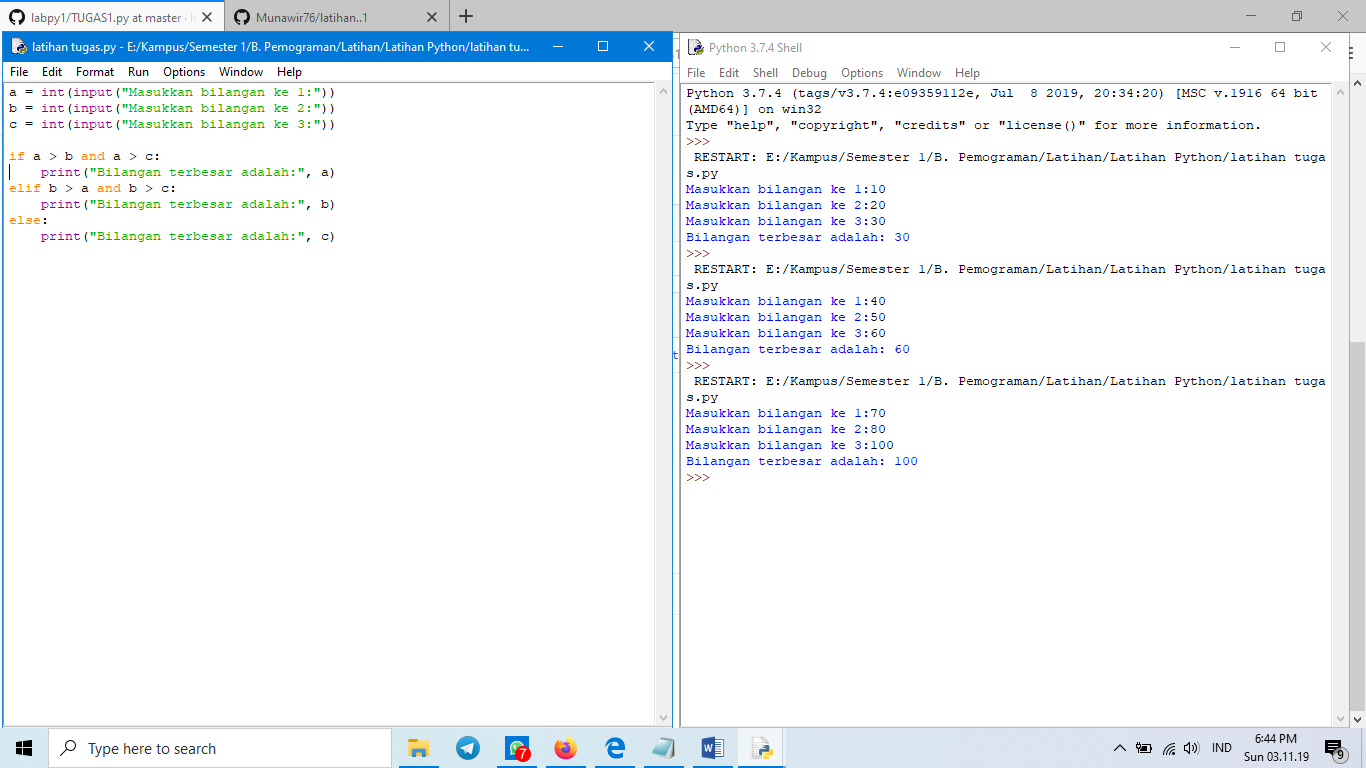 labpy1/TUGAS1.py at master ·
Munawir76/latihan..1
latihan tugas.py - E:/Kampus/Semester 1/B. Pemograman/Latihan/Latihan Python/latihan tu...
File Edit Format Run Options Window Help
a = int(input("Masukkan bilangan ke 1:"))
b = int(input("Masukkan bilangan ke 2:"))
c = int(input("Masukkan bilangan ke 3:"))
if a > b and a > c:
    print("Bilangan terbesar adalah:", a)
elif b > a and b > c:
    print("Bilangan terbesar adalah:", b)
else:
    print("Bilangan terbesar adalah:", c)
Python 3.7.4 Shell
File Edit Shell Debug Options Window Help
Python 3.7.4 (tags/v3.7.4:e09359112e, Jul  8 2019, 20:34:20) [MSC v.1916 64 bit
(AMD64)] on win32
Type "help", "copyright", "credits" or "license()" for more information.
>>>
 RESTART: E:/Kampus/Semester 1/B. Pemograman/Latihan/Latihan Python/latihan tuga
s.py
Masukkan bilangan ke 1:10
Masukkan bilangan ke 2:20
Masukkan bilangan ke 3:30
Bilangan terbesar adalah: 30
>>>
 RESTART: E:/Kampus/Semester 1/B. Pemograman/Latihan/Latihan Python/latihan tuga
s.py
Masukkan bilangan ke 1:40
Masukkan bilangan ke 2:50
Masukkan bilangan ke 3:60
Bilangan terbesar adalah: 60
>>>
 RESTART: E:/Kampus/Semester 1/B. Pemograman/Latihan/Latihan Python/latihan tuga
s.py
Masukkan bilangan ke 1:70
Masukkan bilangan ke 2:80
Masukkan bilangan ke 3:100
Bilangan terbesar adalah: 100
>>>
Type here to search
7
IND
6:44 PM
Sun 03.11.19
9